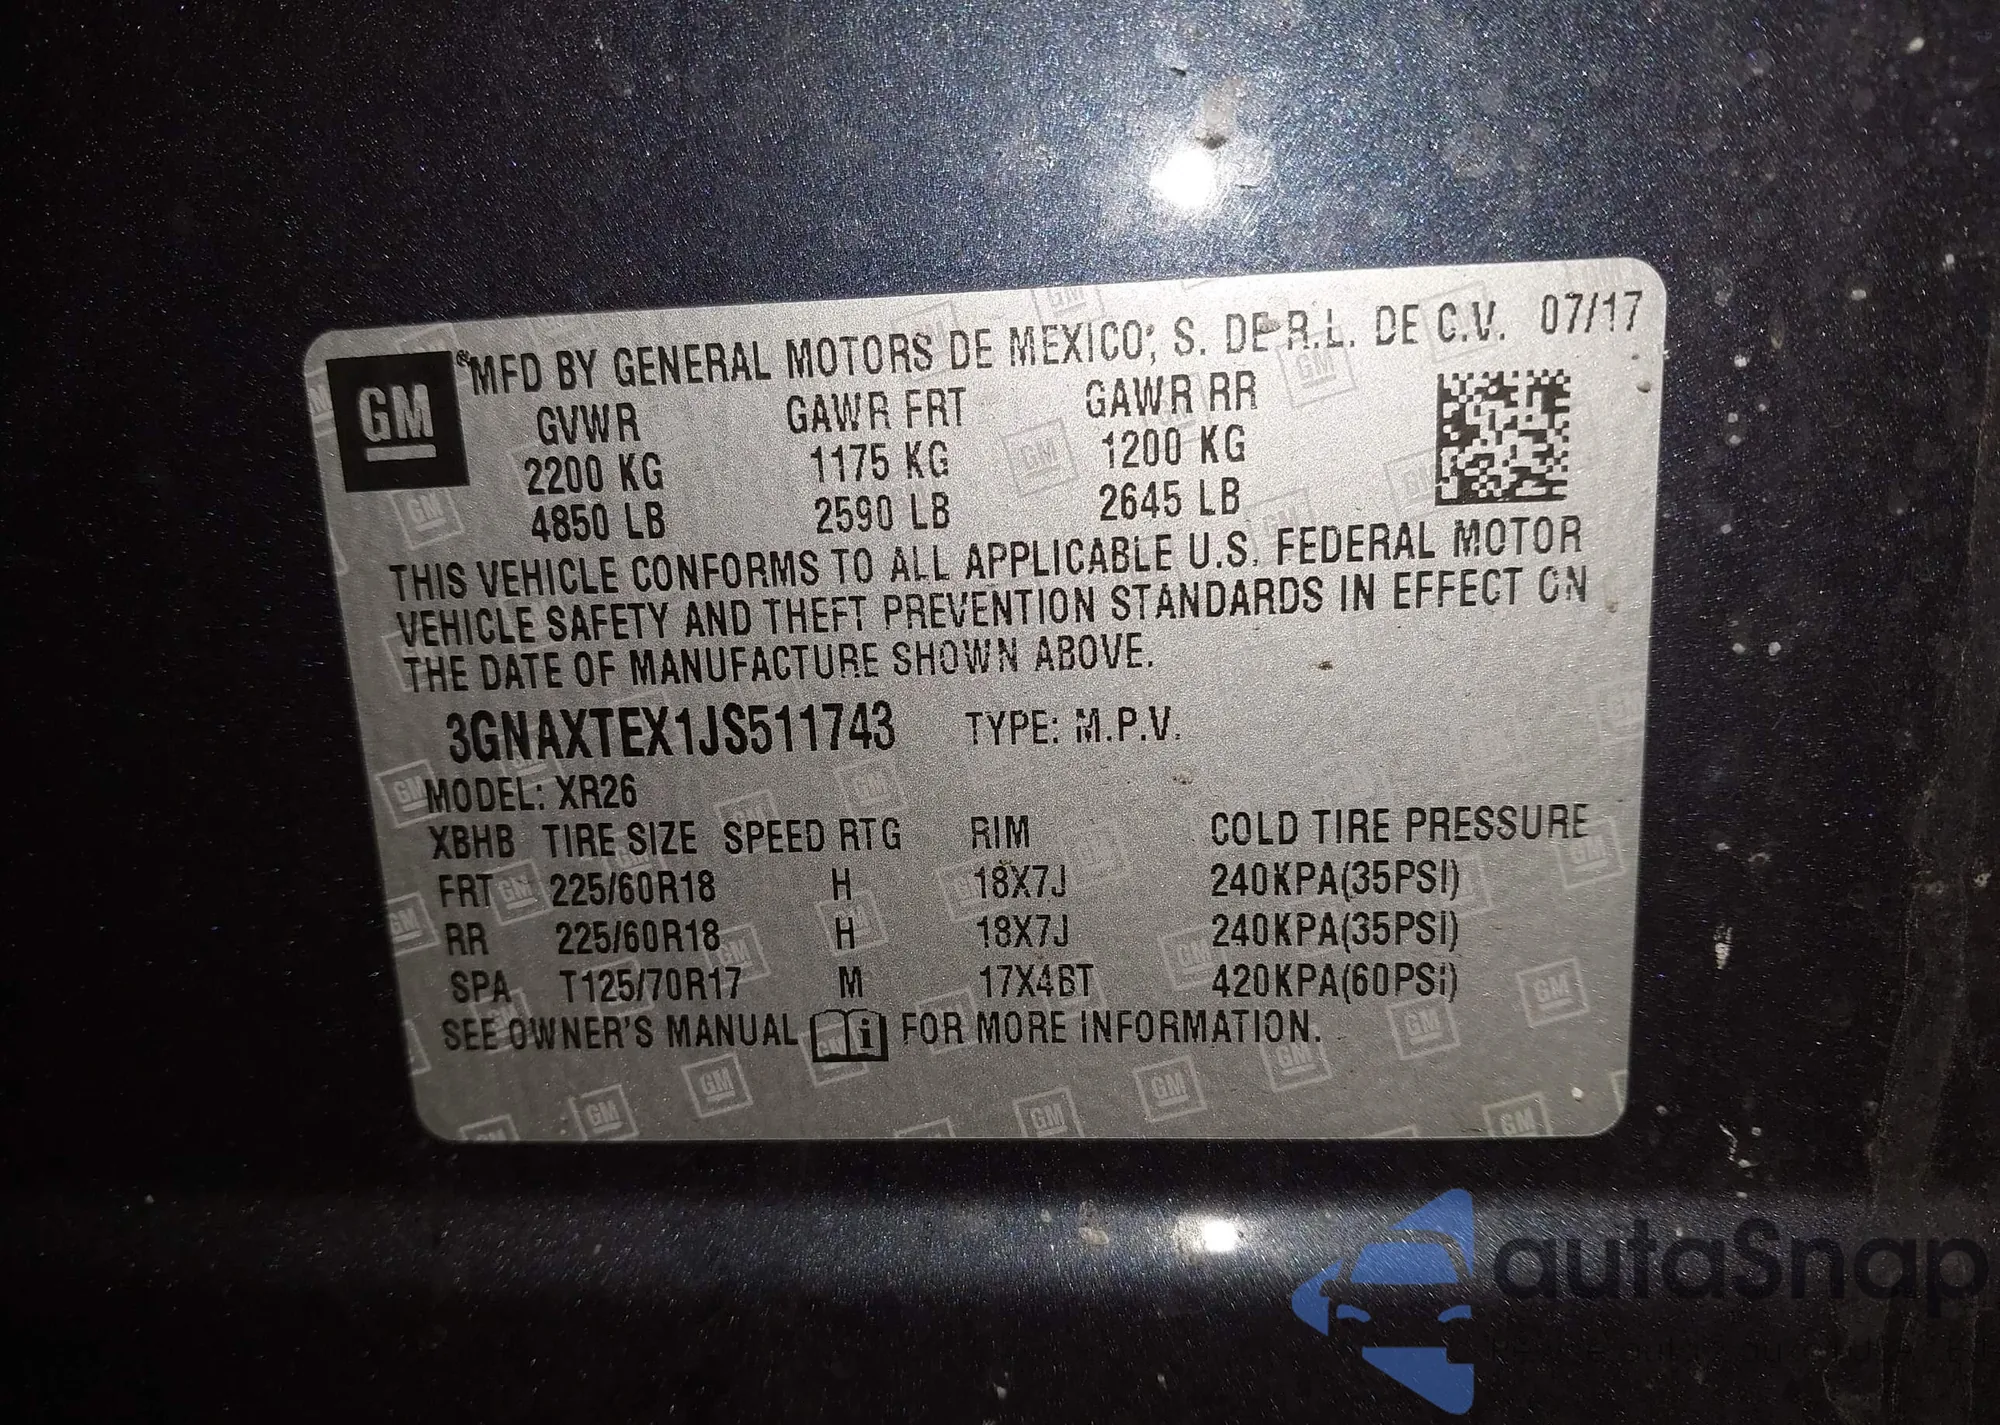 GM
MFD BY GENERAL MOTORS DE MEXICO, S. DE R.L. DE C.V. 07/17
GVWR GAWR FRT GAWR RR
2200 KG 1175 KG 1200 KG
4850 LB 2590 LB 2645 LB
THIS VEHICLE CONFORMS TO ALL APPLICABLE U.S. FEDERAL MOTOR
VEHICLE SAFETY AND THEFT PREVENTION STANDARDS IN EFFECT ON
THE DATE OF MANUFACTURE SHOWN ABOVE.
3GNAXTEX1JS511743 TYPE: M.P.V.
MODEL: XR26
XBHB TIRE SIZE SPEED RTG RIM COLD TIRE PRESSURE
FRT 225/60R18 H 18X7J 240KPA(35PSI)
RR 225/60R18 H 18X7J 240KPA(35PSI)
SPA T125/70R17 M 17X4BT 420KPA(60PSI)
SEE OWNER'S MANUAL i FOR MORE INFORMATION.
autaSnap